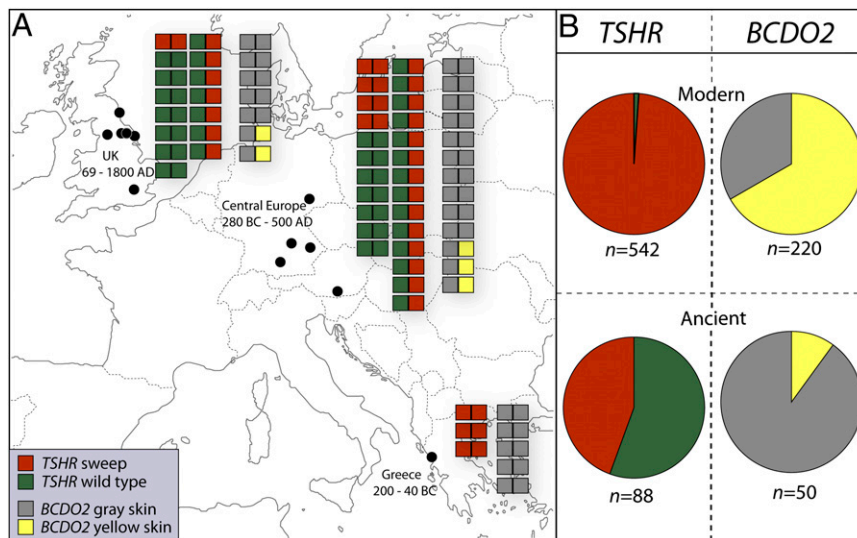 A
UK
69 - 1800 AD
Central Europe
280 BC - 500 AD
Greece
200 - 40 BC
TSHR sweep
TSHR wild type
BCDO2 gray skin
BCDO2 yellow skin
B
TSHR
BCDO2
Modern
n=542
n=220
Ancient
n=88
n=50